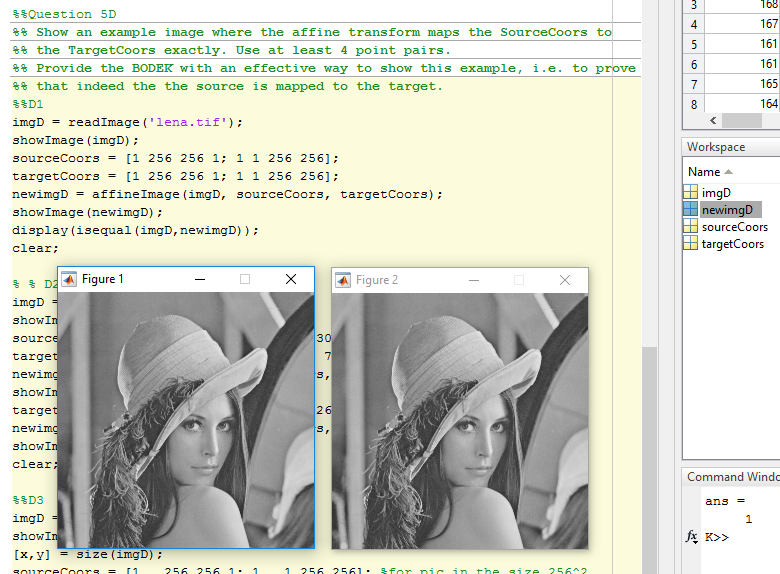 %%Question 5D
%% Show an example image where the affine transform maps the SourceCoors to
%% the TargetCoors exactly. Use at least 4 point pairs.
%% Provide the BODEK with an effective way to show this example, i.e. to prove
%% that indeed the the source is mapped to the target.
%%D1
imgD = readImage('lena.tif');
showImage(imgD);
sourceCoors = [1 256 256 1; 1 1 256 256];
targetCoors = [1 256 256 1; 1 1 256 256];
newimgD = affineImage(imgD, sourceCoors, targetCoors);
showImage(newimgD);
display(isequal(imgD,newimgD));
clear;
% % D2
imgD =
showIm
source 30
target 7
newimg s,
showIm
target 26
newimg s,
showIm
clear;
%%D3
imgD =
showIm
[x,y] = size(imgD);
sourceCoors = [1 256 256 1; 1 1 256 256]; %for pic in the size 256^2
Figure 1
Figure 2
3 168
4 167
5 161
6 161
7 165
8 164
Workspace
Name
imgD
newimgD
sourceCoors
targetCoors
Command Windo
ans =
1
fx K>>